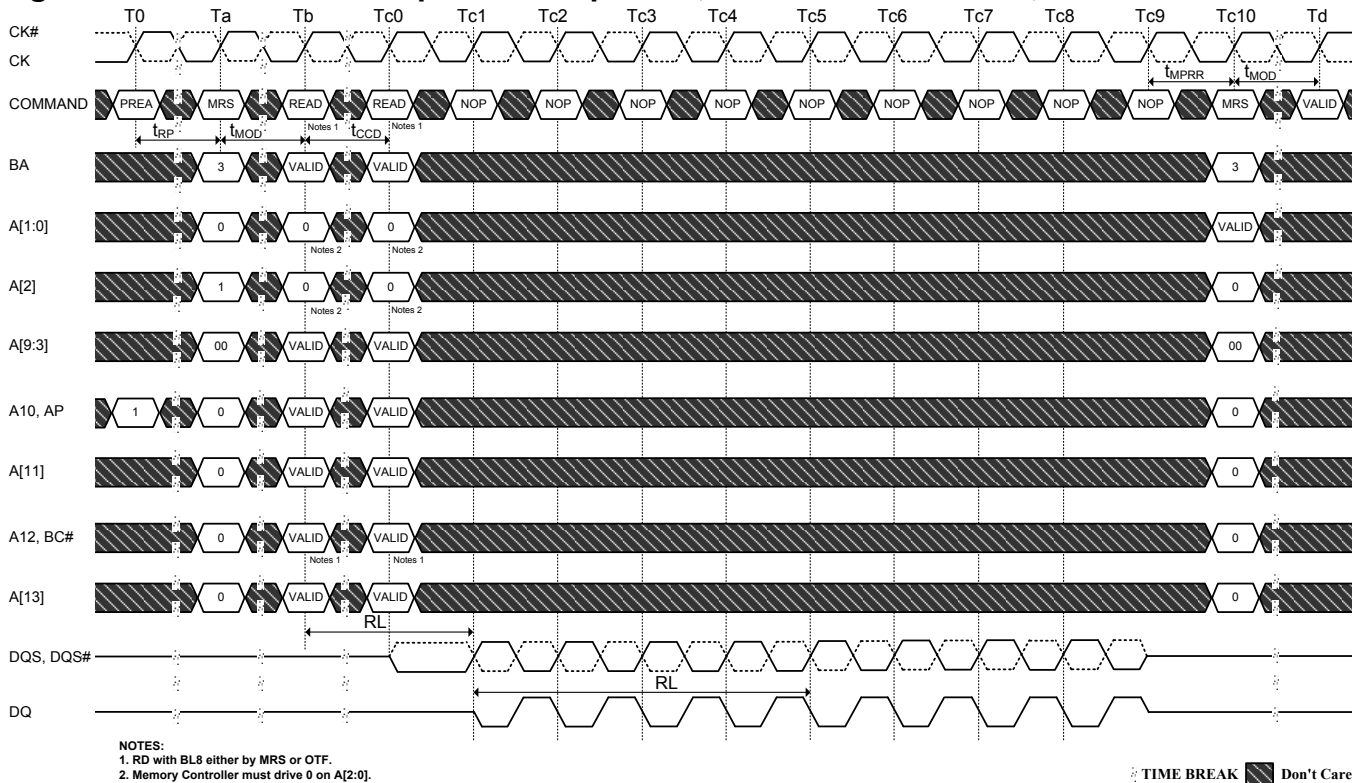 T0 Ta Tb Tc0 Tc1 Tc2 Tc3 Tc4 Tc5 Tc6 Tc7 Tc8 Tc9 Tc10 Td
CK#
CK
tMPRR tMOD
COMMAND PREA MRS READ READ NOP NOP NOP NOP NOP NOP NOP NOP NOP MRS VALID
Notes 1 Notes 1
tRP tMOD tCCD
BA 3 VALID VALID 3
A[1:0] 0 0 0 VALID
Notes 2 Notes 2
A[2] 1 0 0 0
Notes 2 Notes 2
A[9:3] 00 VALID VALID 00
A10, AP 1 0 VALID VALID 0
A[11] 0 VALID VALID 0
A12, BC# 0 VALID VALID 0
Notes 1 Notes 1
A[13] 0 VALID VALID 0
RL
DQS, DQS#
RL
DQ
NOTES:
1. RD with BL8 either by MRS or OTF.
2. Memory Controller must drive 0 on A[2:0].
TIME BREAK Don't Care